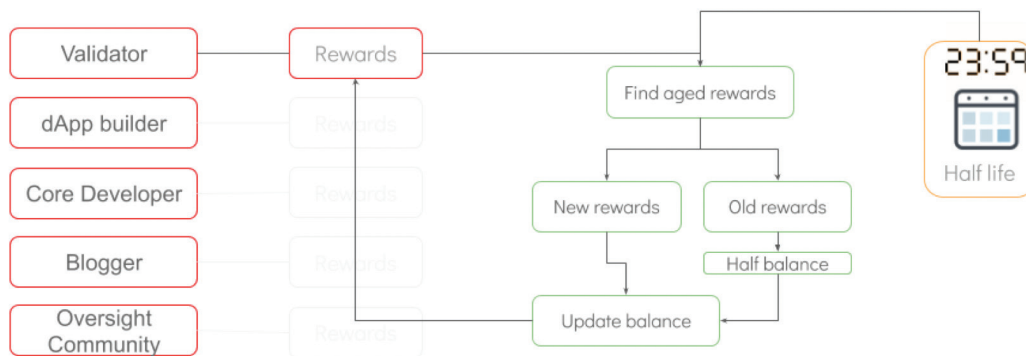 Validator
Rewards
23:59
Find aged rewards
dApp builder
Rewards
Half life
Core Developer
Rewards
New rewards
Old rewards
Blogger
Rewards
Half balance
Oversight
Community
Rewards
Update balance